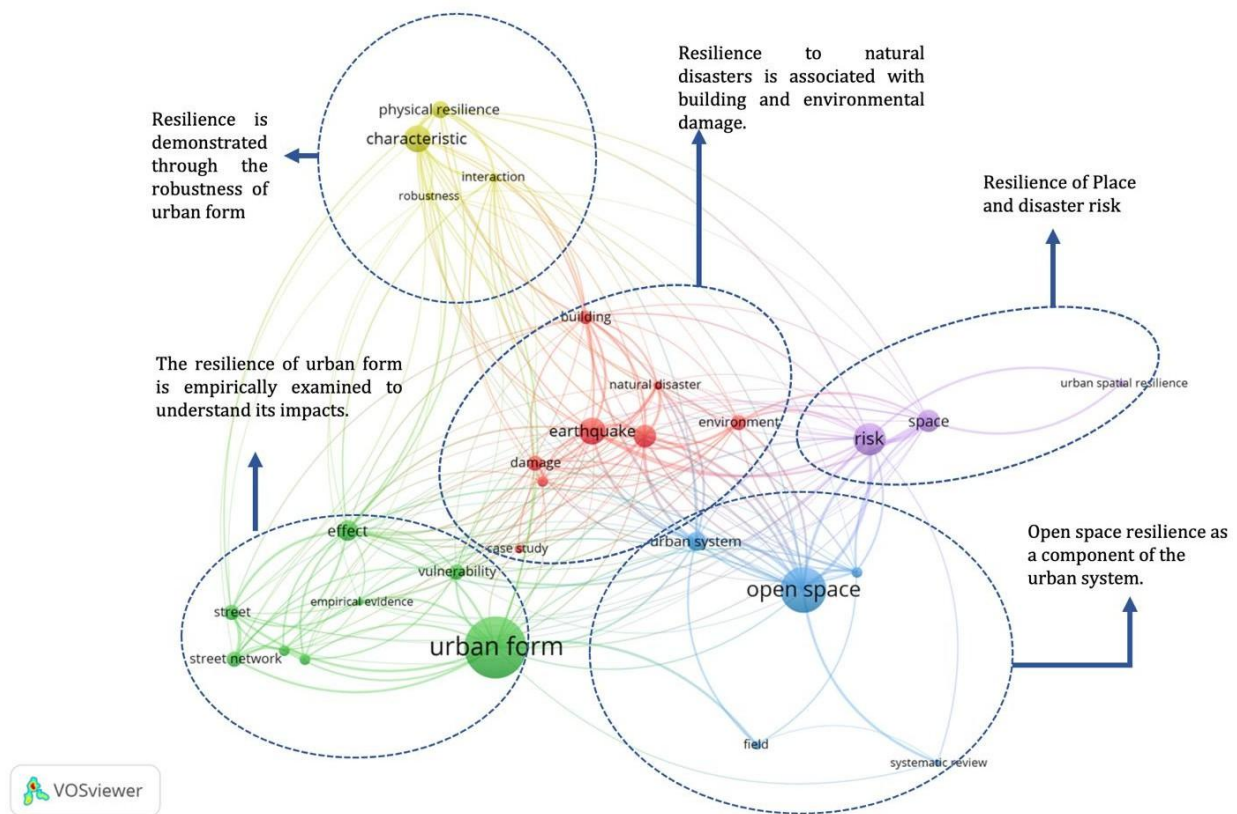 Resilience to natural
disasters is associated with
building and environmental
damage.
physical resilience
characteristic
interaction
robustness
Resilience is
demonstrated
through the
robustness of
urban form
Resilience of Place
and disaster risk
building
natural disaster
environment
earthquake
damage
case study
urban spatial resilience
space
risk
The resilience of urban form
is empirically examined to
understand its impacts.
effect
vulnerability
empirical evidence
street
street network
urban form
urban system
open space
field
systematic review
Open space resilience as
a component of the
urban system.
VOSviewer